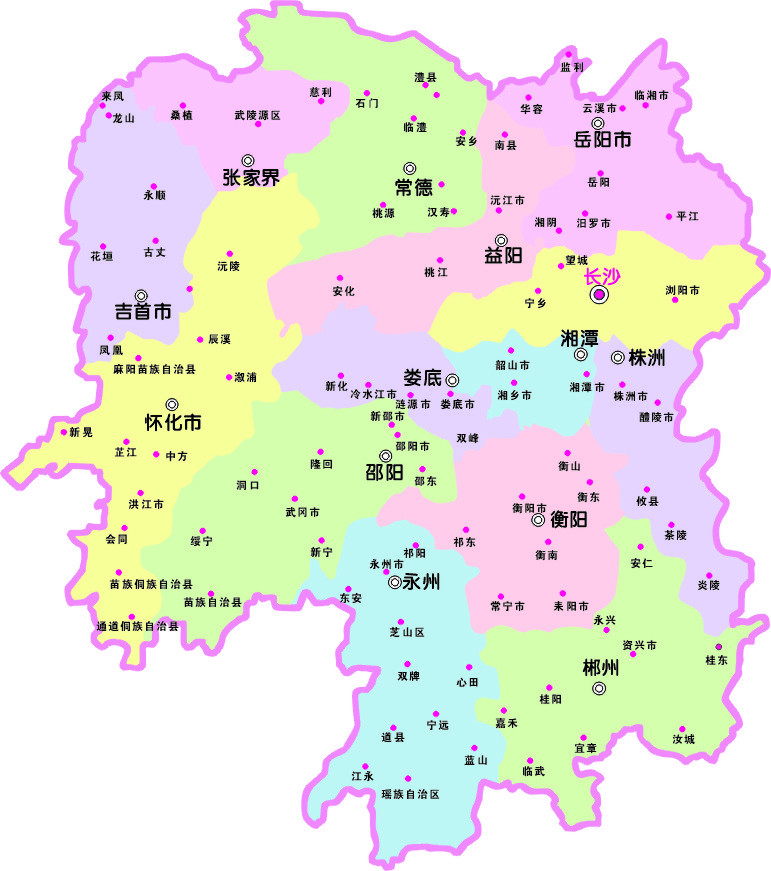 监利
来凤
龙山
桑植
武陵源区
慈利
石门
澧县
临澧
安乡
华容
南县
云溪市
临湘市
岳阳市
张家界
常德
永顺
桃源
汉寿
沅江市
岳阳
湘阴
汨罗市
平江
花垣
古丈
沅陵
益阳
桃江
安化
望城
长沙
宁乡
浏阳市
吉首市
凤凰
辰溪
麻阳苗族自治县
溆浦
湘潭
株洲
韶山市
湘乡市
湘潭市
株洲市
醴陵市
娄底
新化
冷水江市
涟源市
娄底市
怀化市
新晃
芷江
中方
新邵市
邵阳市
双峰
邵阳
邵东
隆回
洞口
武冈市
洪江市
会同
绥宁
新宁
衡山
衡东
衡阳市
衡阳
衡南
祁东
攸县
茶陵
安仁
炎陵
祁阳
永州市
永州
东安
苗族侗族自治县
苗族自治县
通道侗族自治县
常宁市
耒阳市
永兴
资兴市
桂东
芝山区
双牌
心田
郴州
桂阳
嘉禾
宁远
道县
蓝山
宜章
汝城
临武
江永
瑶族自治区